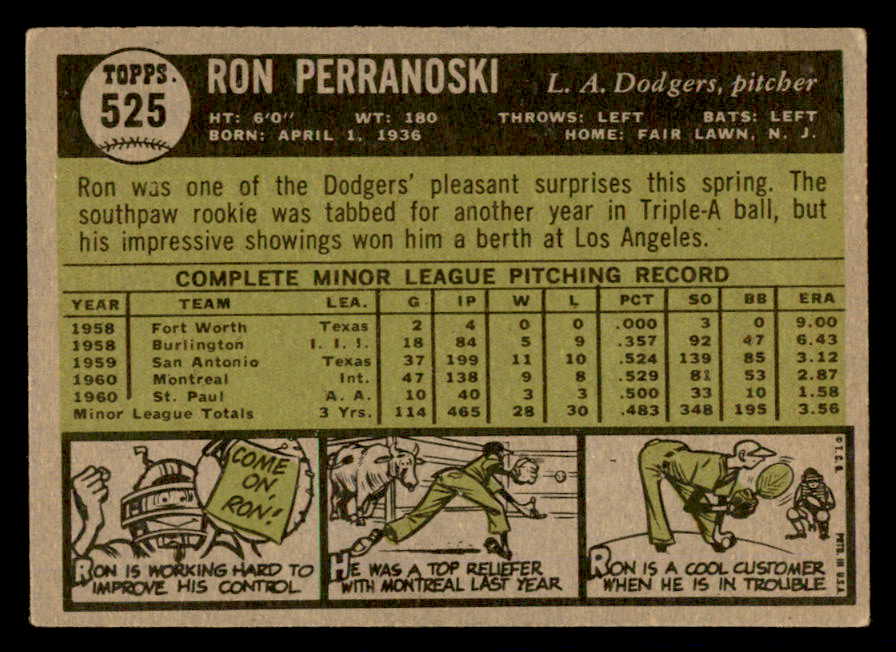 TOPPS.
525
RON PERRANOSKI
L. A. Dodgers, pitcher
HT: 6'0" WT: 180 THROWS: LEFT BATS: LEFT
BORN: APRIL 1, 1936 HOME: FAIR LAWN, N. J.
Ron was one of the Dodgers' pleasant surprises this spring. The
southpaw rookie was tabbed for another year in Triple-A ball, but
his impressive showings won him a berth at Los Angeles.
COMPLETE MINOR LEAGUE PITCHING RECORD
YEAR TEAM LEA. G IP W L PCT SO BB ERA
1958 Fort Worth Texas 2 4 0 0 .000 3 0 9.00
1958 Burlington I. I. I. 18 84 5 9 .357 92 47 6.43
1959 San Antonio Texas 37 199 11 10 .524 139 85 3.12
1960 Montreal Int. 47 138 9 8 .529 81 53 2.87
1960 St. Paul A. A. 10 40 3 3 .500 33 10 1.58
Minor League Totals 3 Yrs. 114 465 28 30 .483 348 195 3.56
COME
ON,
RON!
RON IS WORKING HARD TO
IMPROVE HIS CONTROL
HE WAS A TOP RELIEFER
WITH MONTREAL LAST YEAR
RON IS A COOL CUSTOMER
WHEN HE IS IN TROUBLE
© T.C.G.
PRTD. IN U.S.A.